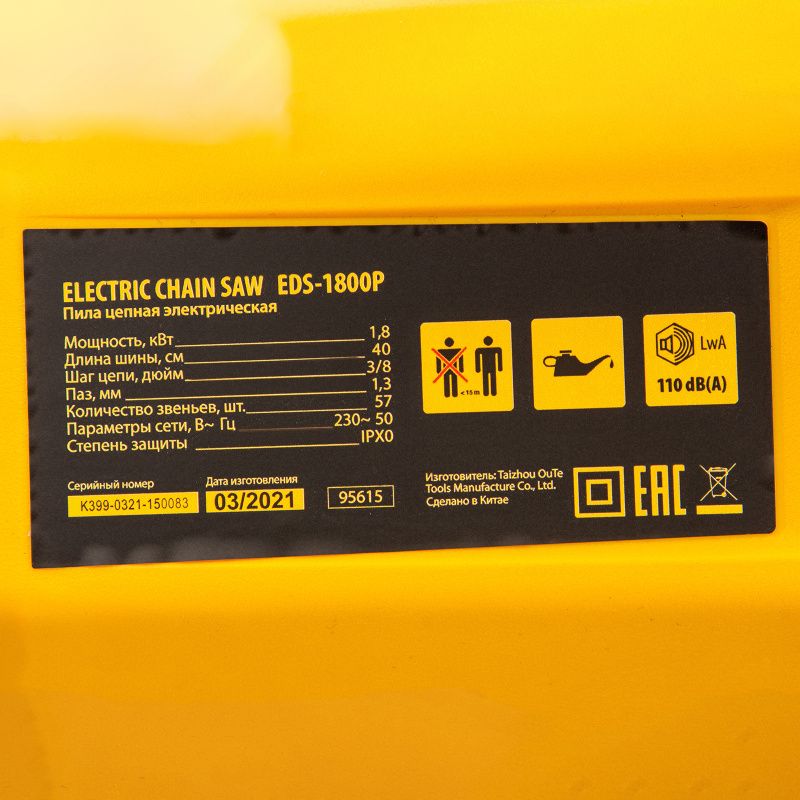 ELECTRIC CHAIN SAW EDS-1800P
Пила цепная электрическая
Мощность, кВт 1,8
Длина шины, см 40
Шаг цепи, дюйм 3/8
Паз, мм 1,3
Количество звеньев, шт. 57
Параметры сети, В~ Гц 230~ 50
Степень защиты IPX0
<15m
LwA
110 dB(A)
Серийный номер
K399-0321-150083
Дата изготовления
03/2021
95615
Изготовитель: Taizhou OuTe
Tools Manufacture Co., Ltd.
Сделано в Китае
EAC